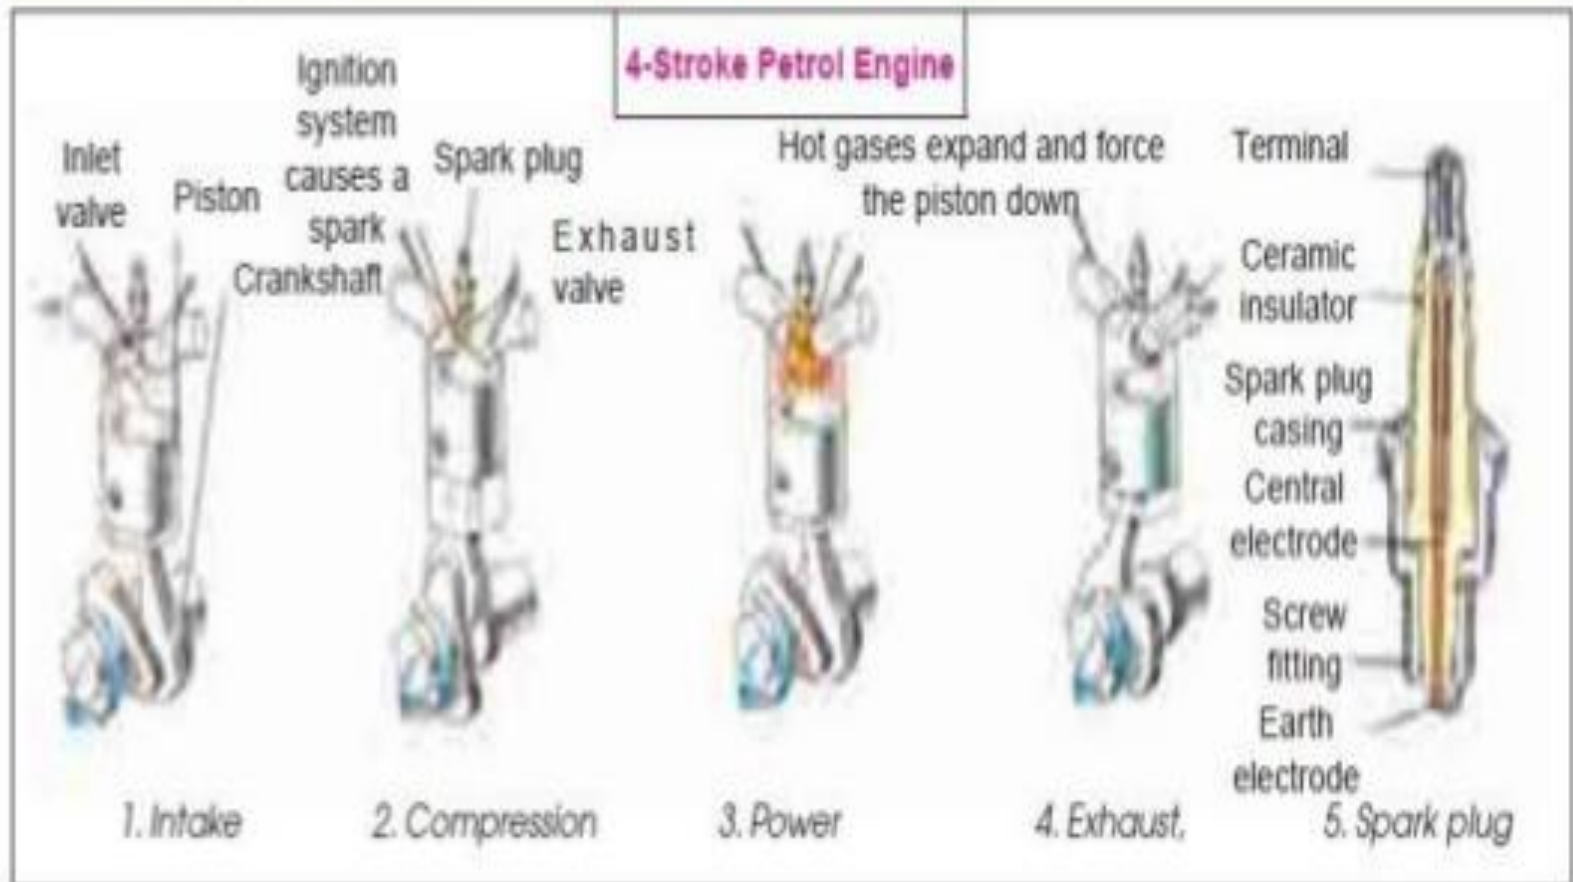 4-Stroke Petrol Engine
Inlet
valve
Piston
Ignition
system
causes a
spark
Crankshaft
Spark plug
Exhaust
valve
Hot gases expand and force
the piston down
Terminal
Ceramic
insulator
Spark plug
casing
Central
electrode
Screw
fitting
Earth
electrode
1. Intake
2. Compression
3. Power
4. Exhaust,
5. Spark plug